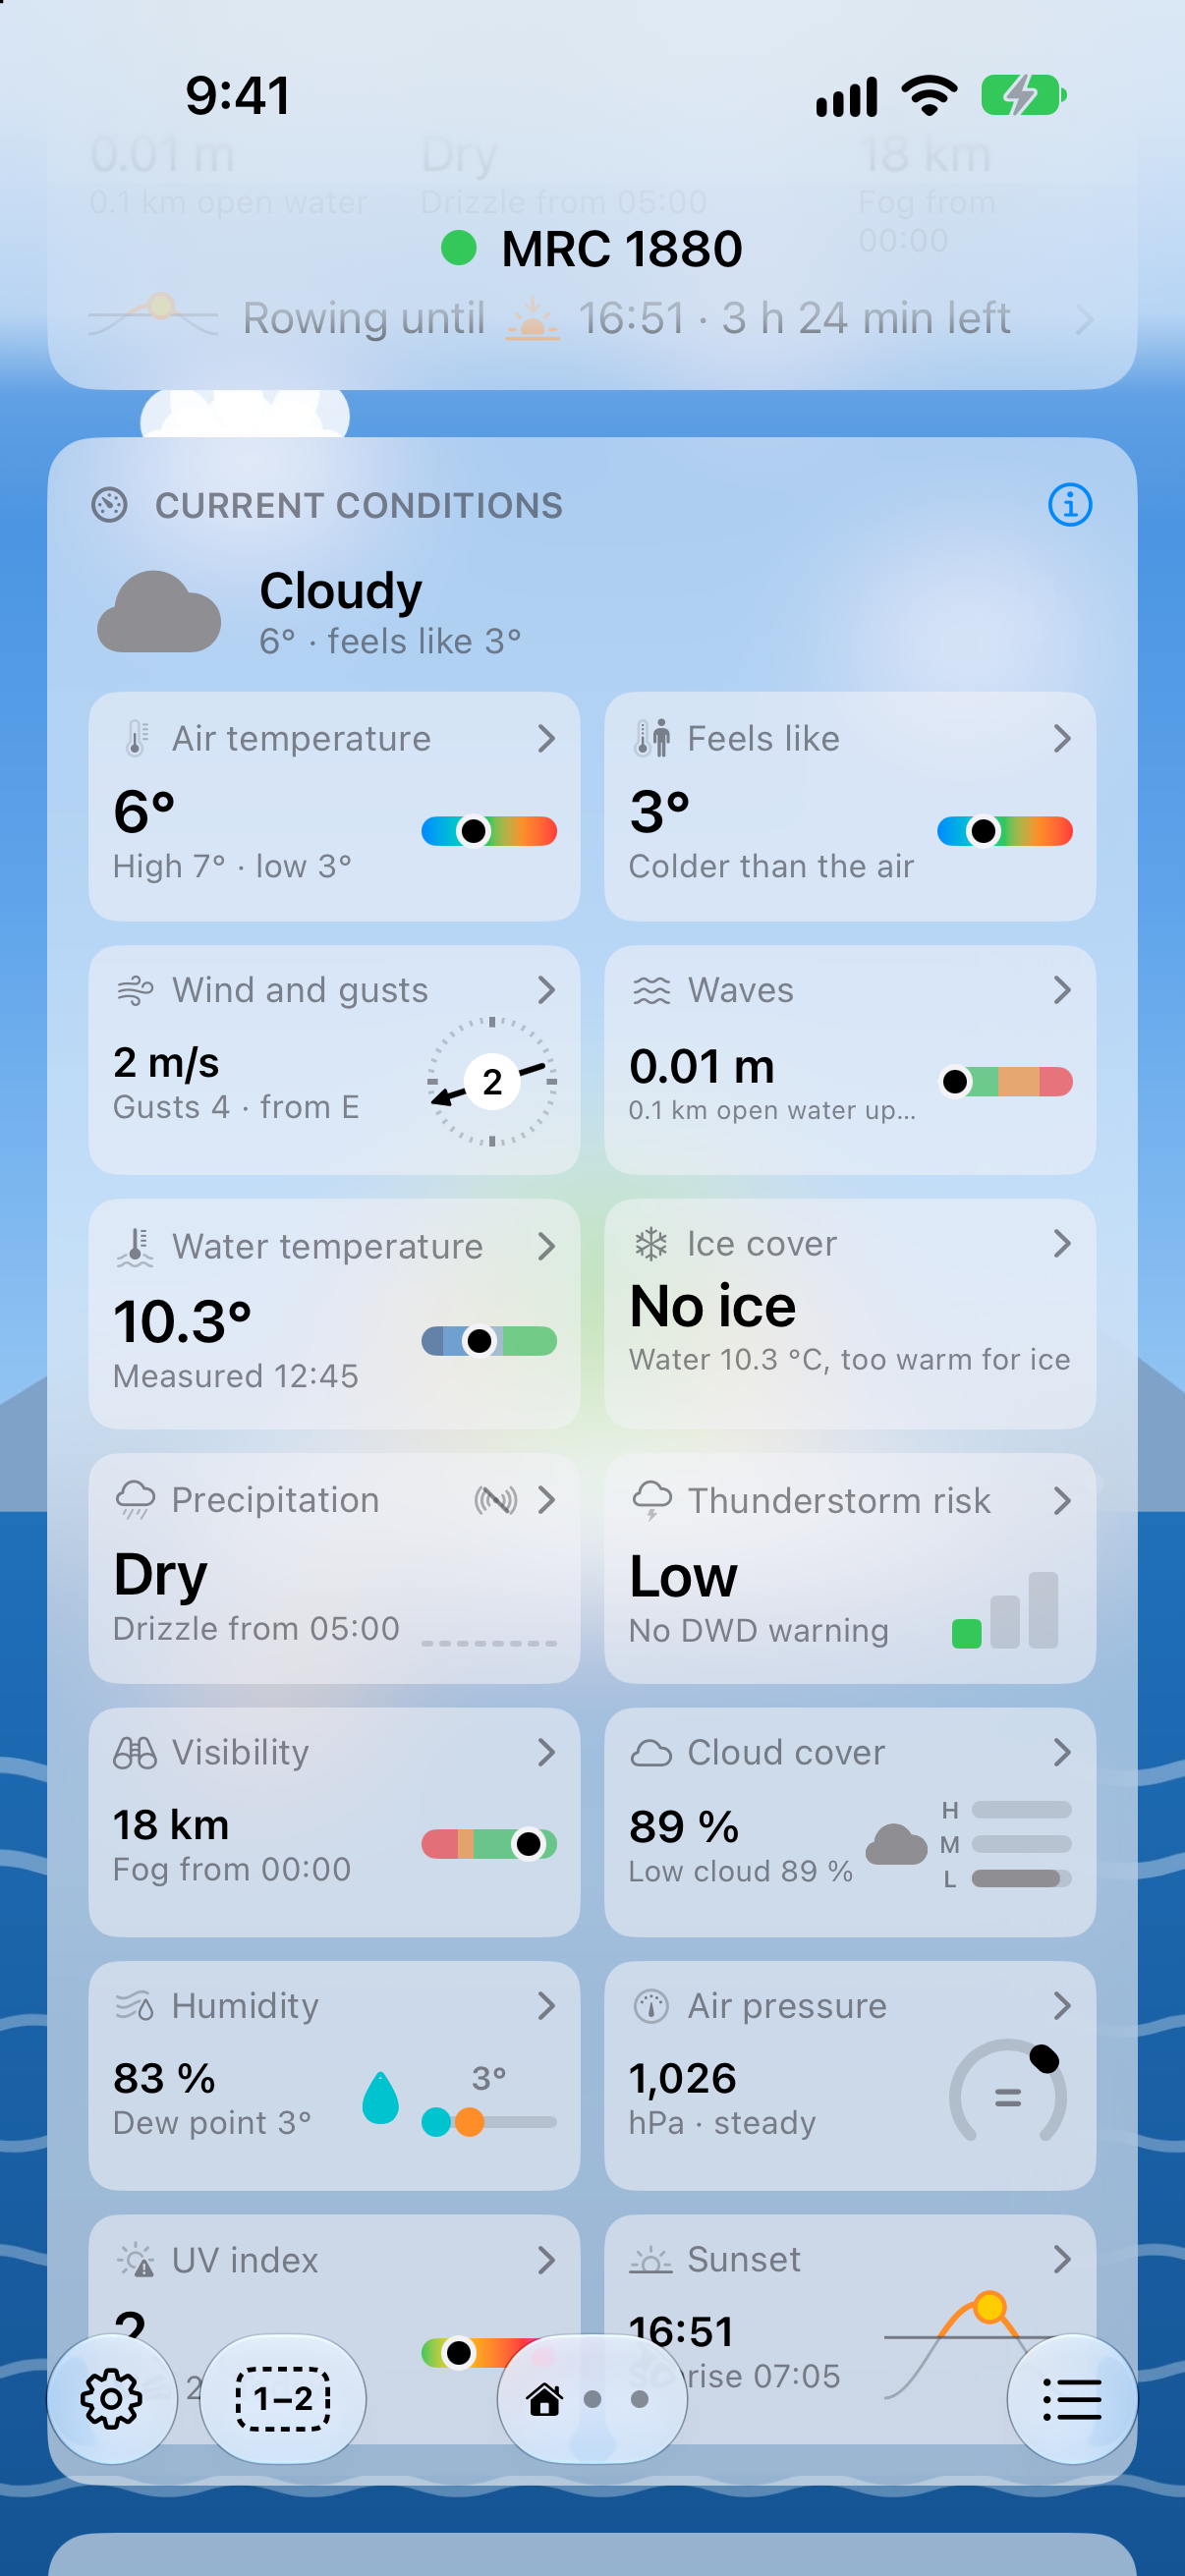 9:41
0.01 m
Dry
18 km
0.1 km open water
Drizzle from 05:00
Fog from
00:00
MRC 1880
Rowing until 16:51 · 3 h 24 min left
CURRENT CONDITIONS
Cloudy
6° · feels like 3°
Air temperature
6°
High 7° · low 3°
Feels like
3°
Colder than the air
Wind and gusts
2 m/s
Gusts 4 · from E
2
Waves
0.01 m
0.1 km open water up…
Water temperature
10.3°
Measured 12:45
Ice cover
No ice
Water 10.3 °C, too warm for ice
Precipitation
Dry
Drizzle from 05:00
Thunderstorm risk
Low
No DWD warning
Visibility
18 km
Fog from 00:00
Cloud cover
89 %
Low cloud 89 %
H
M
L
Humidity
83 %
Dew point 3°
3°
Air pressure
1,026
hPa · steady
=
UV index
2
2
Sunset
16:51
rise 07:05
1–2